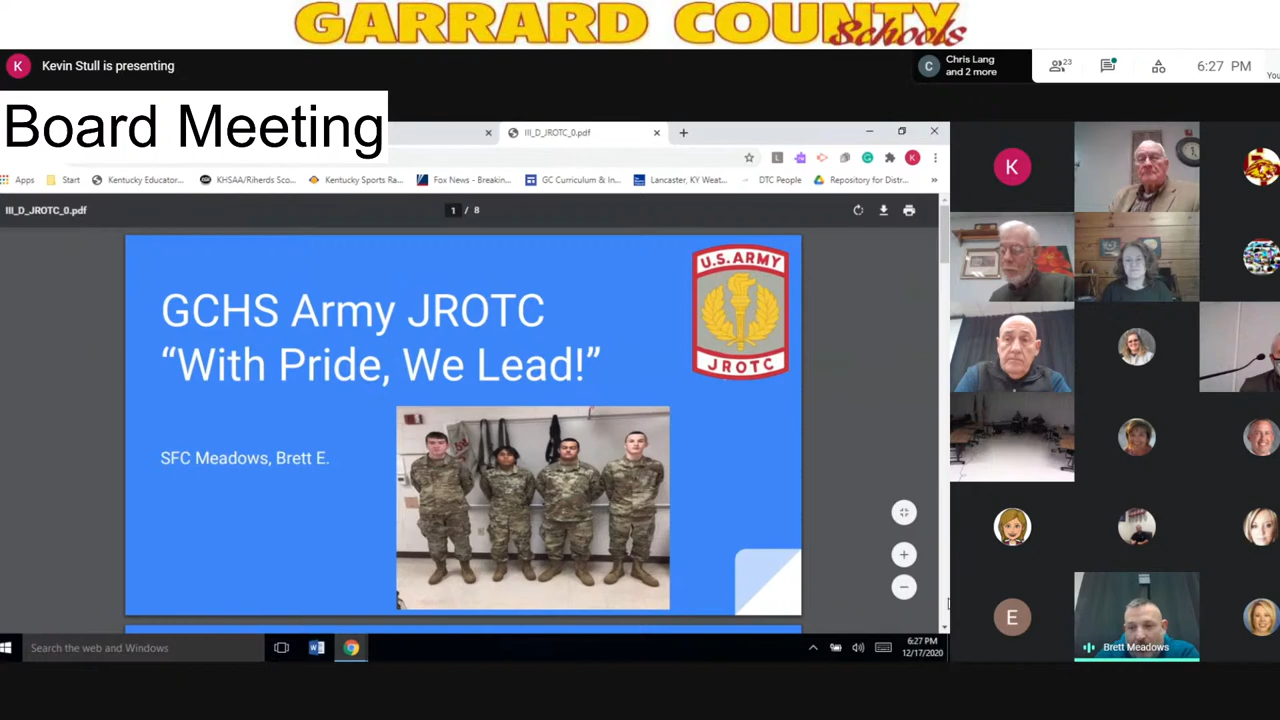 GARRARD COUNTY
Schools
K Kevin Stull is presenting
C Chris Lang
and 2 more
23
6:27 PM
You
Board Meeting
III_D_JROTC_0.pdf
Apps Start Kentucky Educator... KHSAA/Riherds Sco... Kentucky Sports Ra... Fox News - Breakin... GC Curriculum & In... Lancaster, KY Weat... DTC People Repository for Distr... »
III_D_JROTC_0.pdf 1 / 8
U.S. ARMY
JROTC
GCHS Army JROTC
“With Pride, We Lead!”
SFC Meadows, Brett E.
K
E
Brett Meadows
Search the web and Windows
6:27 PM
12/17/2020